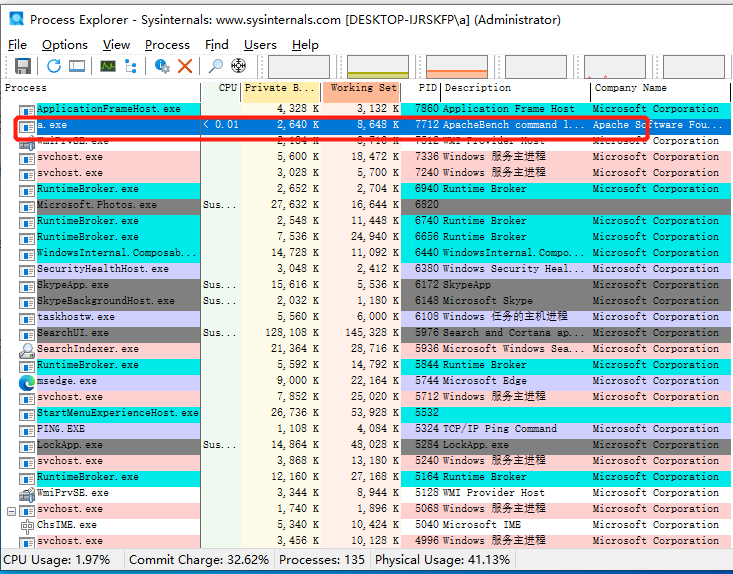 Process Explorer - Sysinternals: www.sysinternals.com [DESKTOP-IJRSKFP\a] (Administrator)
File Options View Process Find Users Help
Process CPU Private B... Working Set PID Description Company Name
ApplicationFrameHost.exe 4,328 K 3,132 K 7860 Application Frame Host Microsoft Corporation
a.exe < 0.01 2,640 K 8,648 K 7712 ApacheBench command l... Apache Software Fou...
WmiPrvSE.exe 2,184 K 8,716 K 7512 WMI Provider Host Microsoft Corporation
svchost.exe 5,600 K 18,472 K 7336 Windows 服务主进程 Microsoft Corporation
svchost.exe 3,028 K 5,700 K 7240 Windows 服务主进程 Microsoft Corporation
RuntimeBroker.exe 2,652 K 2,704 K 6940 Runtime Broker Microsoft Corporation
Microsoft.Photos.exe Sus... 27,632 K 16,644 K 6820
RuntimeBroker.exe 2,548 K 11,448 K 6740 Runtime Broker Microsoft Corporation
RuntimeBroker.exe 7,536 K 24,940 K 6656 Runtime Broker Microsoft Corporation
WindowsInternal.Composab... 14,728 K 11,092 K 6440 WindowsInternal.Compo... Microsoft Corporation
SecurityHealthHost.exe 3,048 K 2,412 K 6380 Windows Security Heal... Microsoft Corporation
SkypeApp.exe Sus... 15,616 K 5,536 K 6172 SkypeApp Microsoft Corporation
SkypeBackgroundHost.exe Sus... 2,032 K 1,180 K 6148 Microsoft Skype Microsoft Corporation
taskhostw.exe 5,560 K 6,000 K 6108 Windows 任务的主机进程 Microsoft Corporation
SearchUI.exe Sus... 128,108 K 145,328 K 5976 Search and Cortana ap... Microsoft Corporation
SearchIndexer.exe 21,364 K 28,716 K 5936 Microsoft Windows Sea... Microsoft Corporation
RuntimeBroker.exe 5,592 K 14,792 K 5844 Runtime Broker Microsoft Corporation
msedge.exe 9,000 K 22,164 K 5744 Microsoft Edge Microsoft Corporation
svchost.exe 7,852 K 25,020 K 5712 Windows 服务主进程 Microsoft Corporation
StartMenuExperienceHost.exe 26,736 K 53,928 K 5532
PING.EXE 1,108 K 4,084 K 5324 TCP/IP Ping Command Microsoft Corporation
LockApp.exe Sus... 14,864 K 48,028 K 5284 LockApp.exe Microsoft Corporation
svchost.exe 3,868 K 13,180 K 5240 Windows 服务主进程 Microsoft Corporation
RuntimeBroker.exe 12,160 K 27,168 K 5164 Runtime Broker Microsoft Corporation
WmiPrvSE.exe 3,344 K 8,944 K 5128 WMI Provider Host Microsoft Corporation
svchost.exe 1,740 K 1,896 K 5068 Windows 服务主进程 Microsoft Corporation
ChsIME.exe 5,340 K 10,424 K 5040 Microsoft IME Microsoft Corporation
svchost.exe 3,456 K 10,128 K 4996 Windows 服务主进程 Microsoft Corporation
CPU Usage: 1.97% Commit Charge: 32.62% Processes: 135 Physical Usage: 41.13%